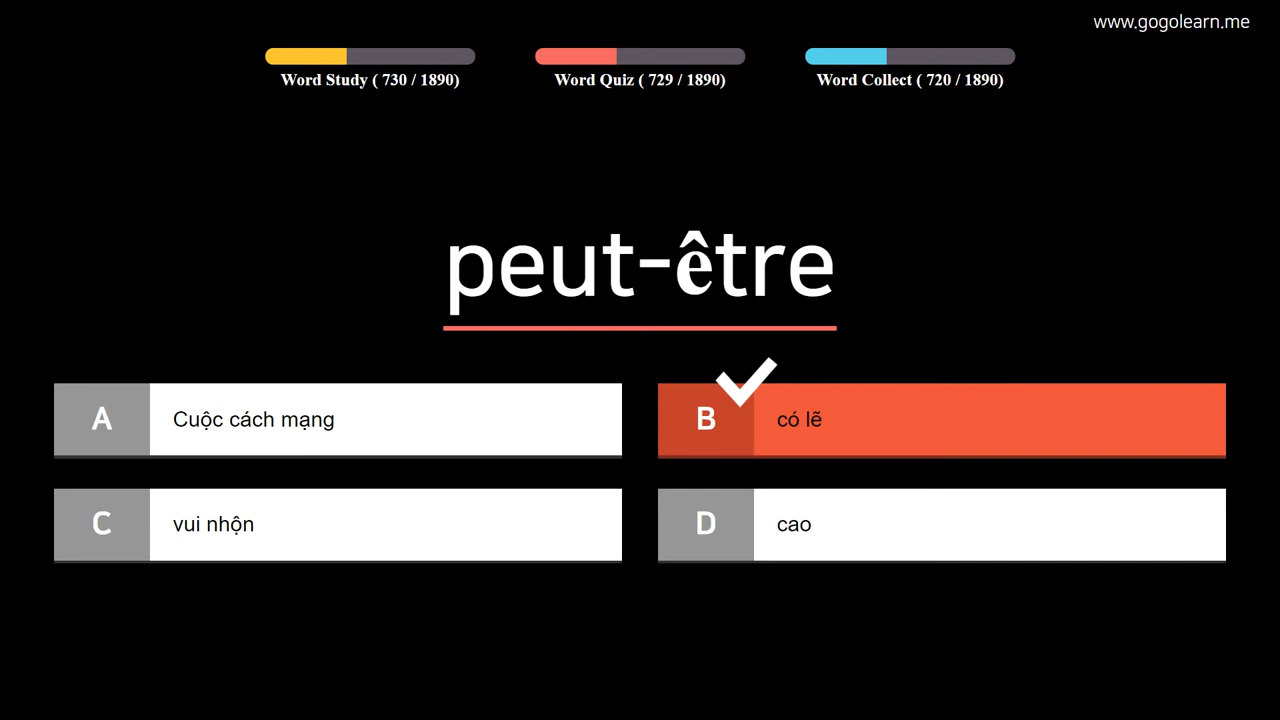 www.gogolearn.me
Word Study ( 730 / 1890)
Word Quiz ( 729 / 1890)
Word Collect ( 720 / 1890)
peut-être
A Cuộc cách mạng
B có lẽ
C vui nhộn
D cao